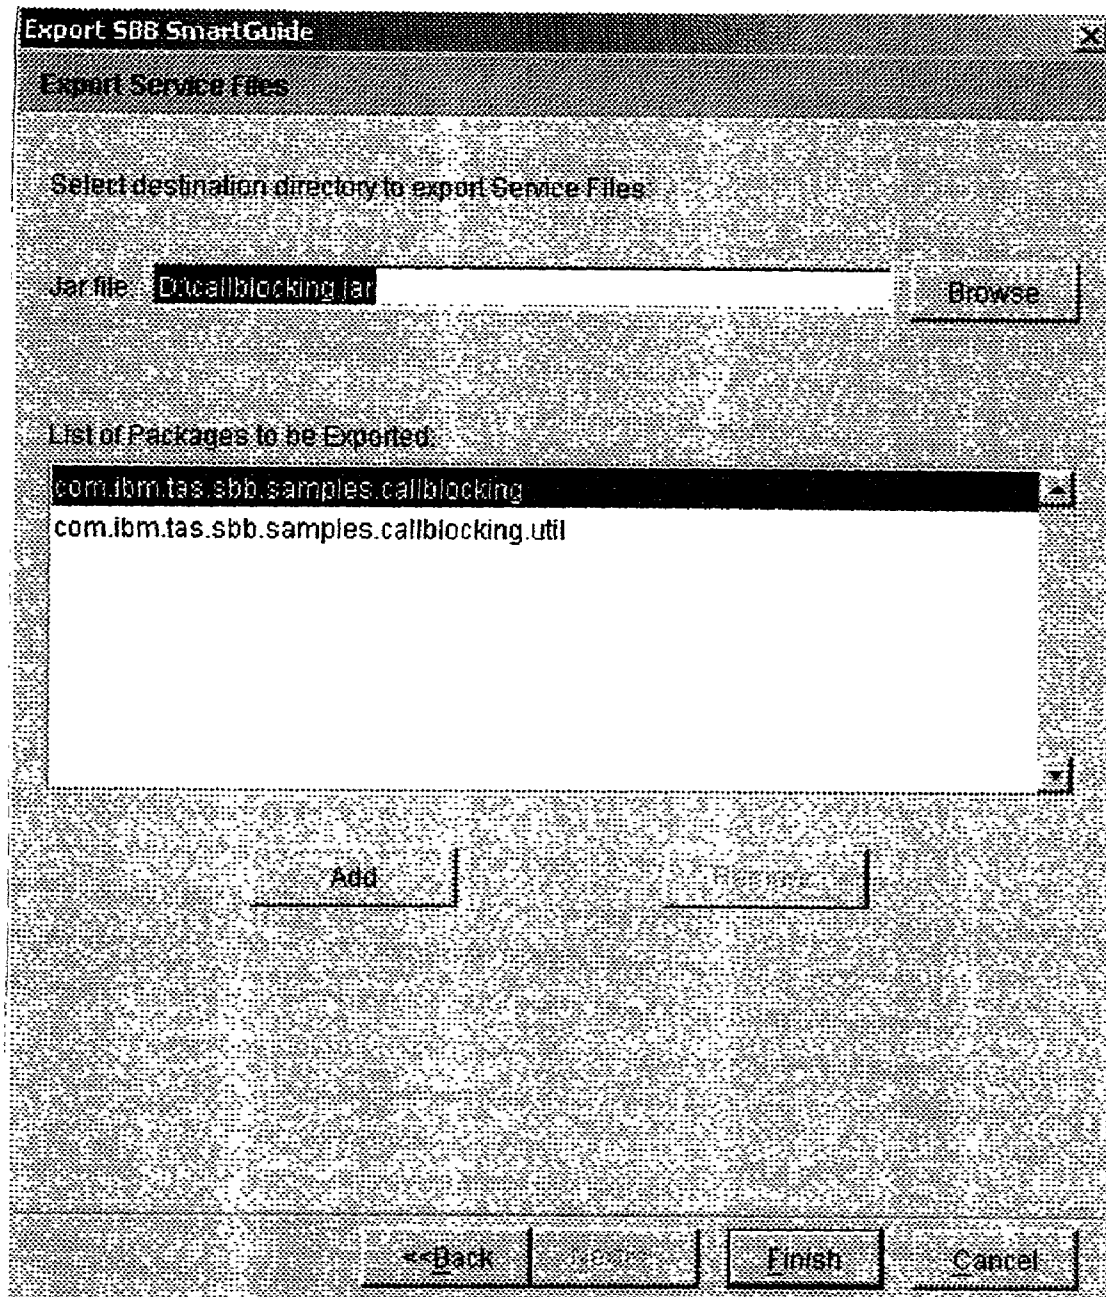 Export SBB SmartGuide
Export Service Files
Select destination directory to export Service Files:
Jar file: D:\callblocking.jar Browse
List of Packages to be Exported:
com.ibm.tas.sbb.samples.callblocking
com.ibm.tas.sbb.samples.callblocking.util
Add Remove
<<Back Next>> Finish Cancel